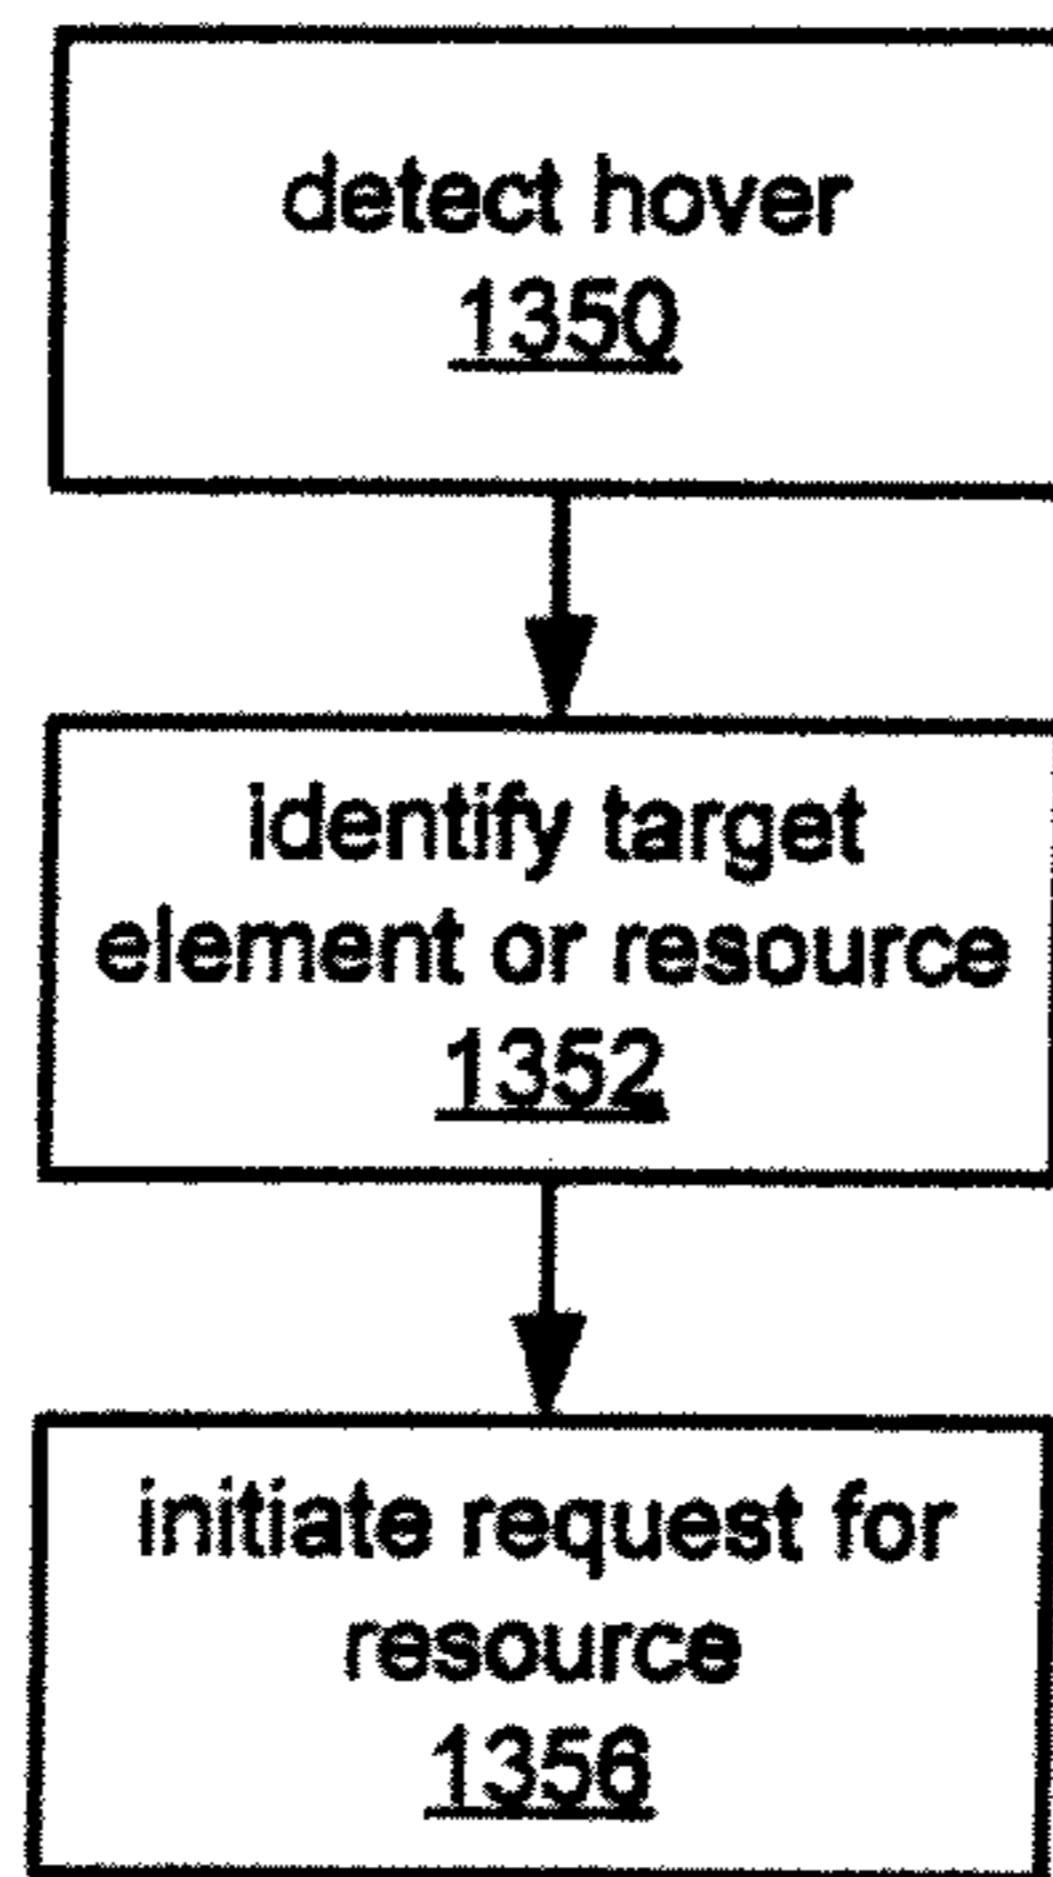 detect hover
1350
identify target
element or resource
1352
initiate request for
resource
1356